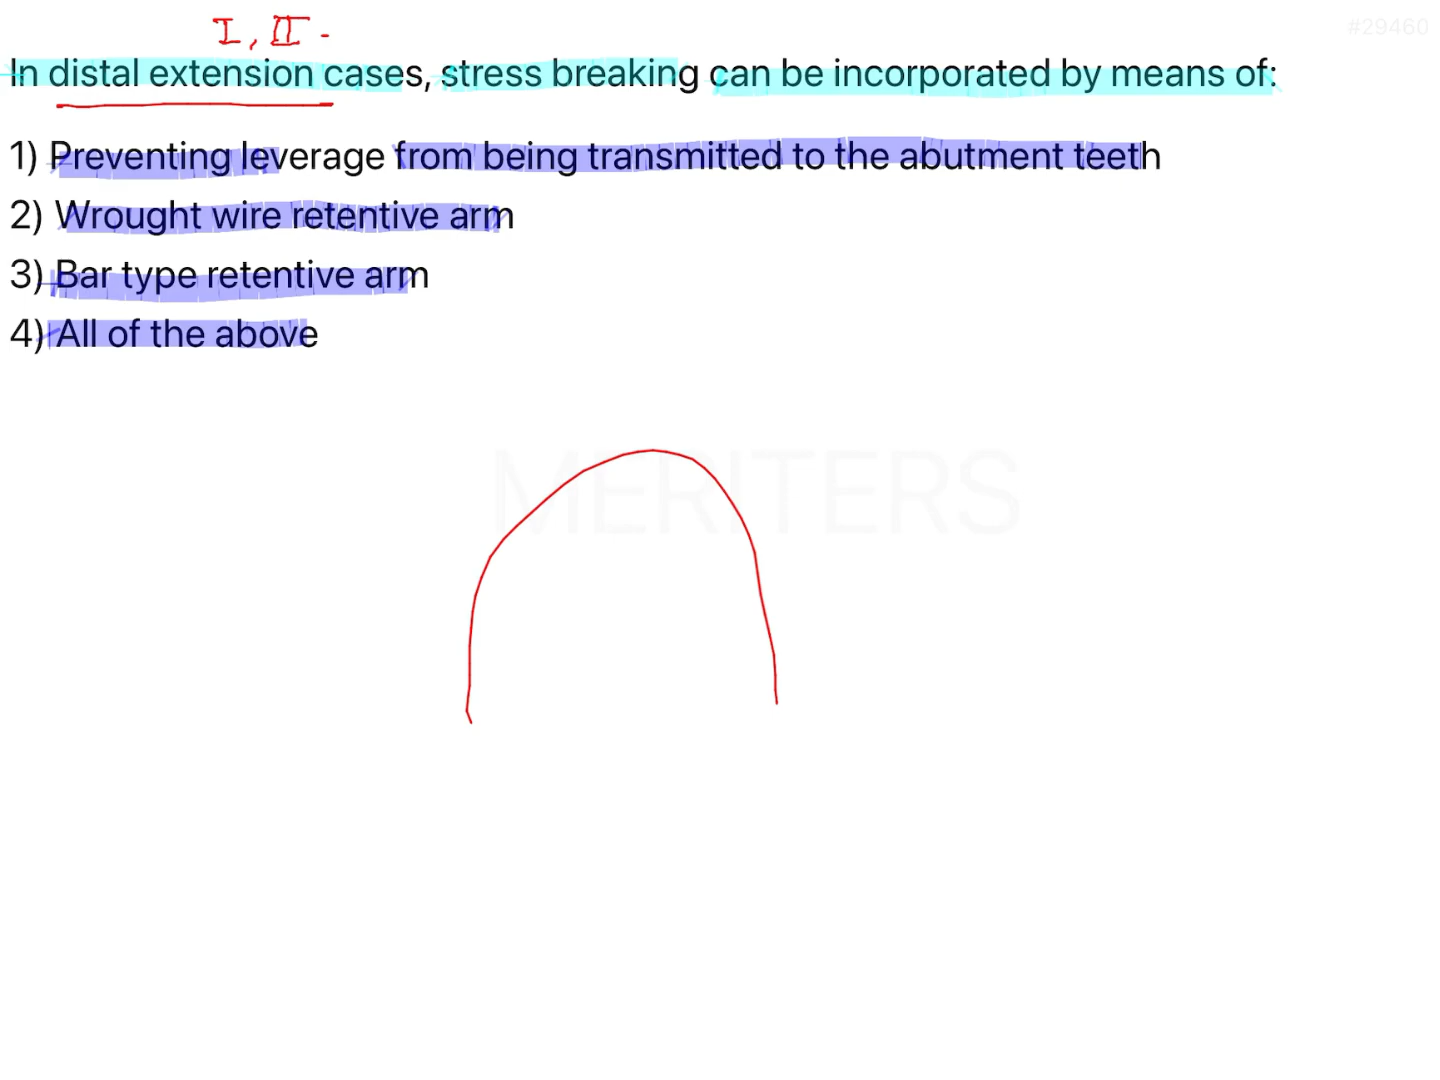 #29460
I, II -
In distal extension cases, stress breaking can be incorporated by means of:
1) Preventing leverage from being transmitted to the abutment teeth
2) Wrought wire retentive arm
3) Bar type retentive arm
4) All of the above
MERITERS